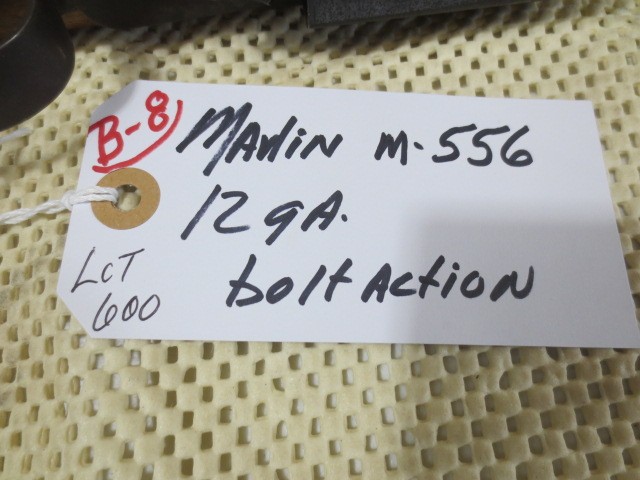 B-8
Marlin M-556
12 gA.
bolt Action
LOT
600